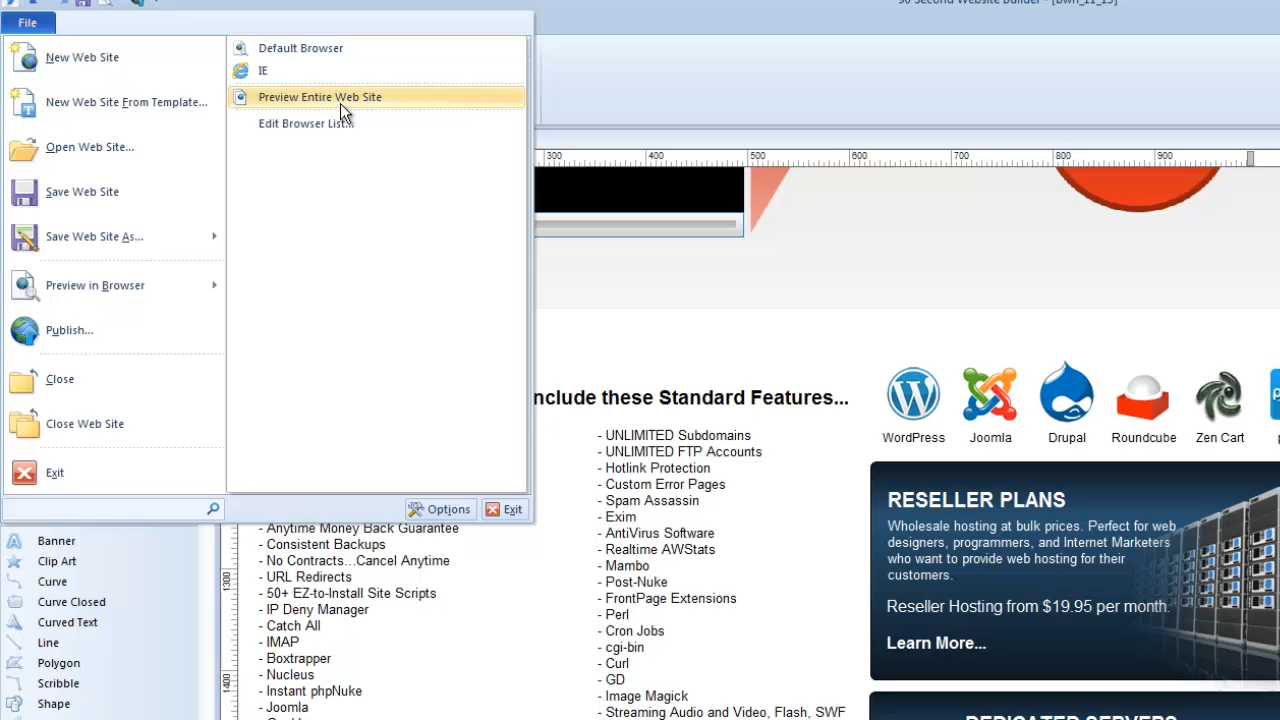 90 Second Website Builder - [bwh_11_13]
File
New Web Site
New Web Site From Template...
Open Web Site...
Save Web Site
Save Web Site As...
Preview in Browser
Publish...
Close
Close Web Site
Exit
Default Browser
IE
Preview Entire Web Site
Edit Browser List...
Options
Exit
300 400 500 600 700 800 900
nclude these Standard Features...
- UNLIMITED Subdomains
- UNLIMITED FTP Accounts
- Hotlink Protection
- Custom Error Pages
- Spam Assassin
- Exim
- AntiVirus Software
- Realtime AWStats
- Mambo
- Post-Nuke
- FrontPage Extensions
- Perl
- Cron Jobs
- cgi-bin
- Curl
- GD
- Image Magick
- Streaming Audio and Video, Flash, SWF
- Anytime Money Back Guarantee
- Consistent Backups
- No Contracts...Cancel Anytime
- URL Redirects
- 50+ EZ-to-Install Site Scripts
- IP Deny Manager
- Catch All
- IMAP
- Boxtrapper
- Nucleus
- Instant phpNuke
- Joomla
Banner
Clip Art
Curve
Curve Closed
Curved Text
Line
Polygon
Scribble
Shape
1300
1400
WordPress Joomla Drupal Roundcube Zen Cart
RESELLER PLANS
Wholesale hosting at bulk prices. Perfect for web
designers, programmers, and Internet Marketers
who want to provide web hosting for their
customers.
Reseller Hosting from $19.95 per month.
Learn More...
DEDICATED SERVERS